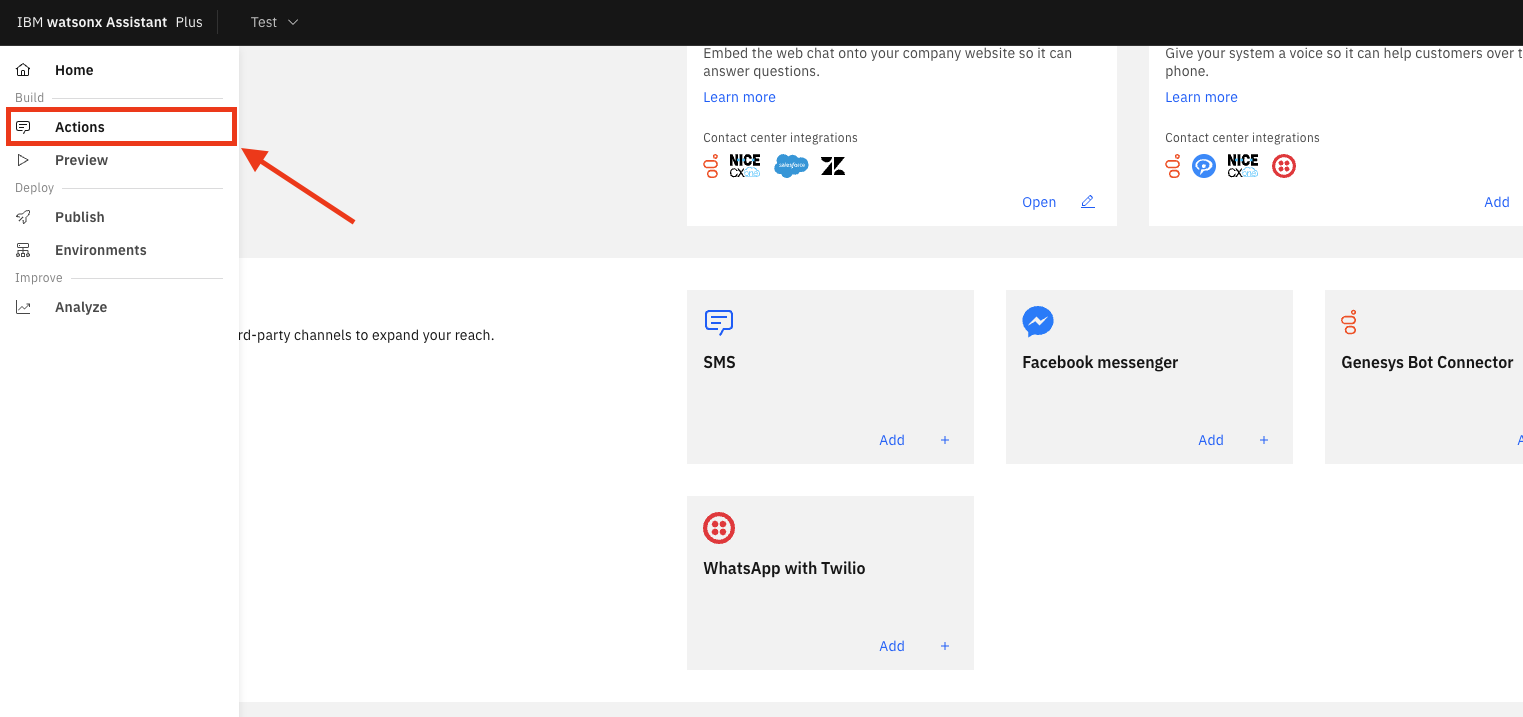 IBM watsonx Assistant Plus
Test
Home
Build
Actions
Preview
Deploy
Publish
Environments
Improve
Analyze
Embed the web chat onto your company website so it can
answer questions.
Learn more
Contact center integrations
NICE
CXone
salesforce
Open
Give your system a voice so it can help customers over t
phone.
Learn more
Contact center integrations
NICE
CXone
Add
rd-party channels to expand your reach.
SMS
Add +
Facebook messenger
Add +
Genesys Bot Connector
A
WhatsApp with Twilio
Add +